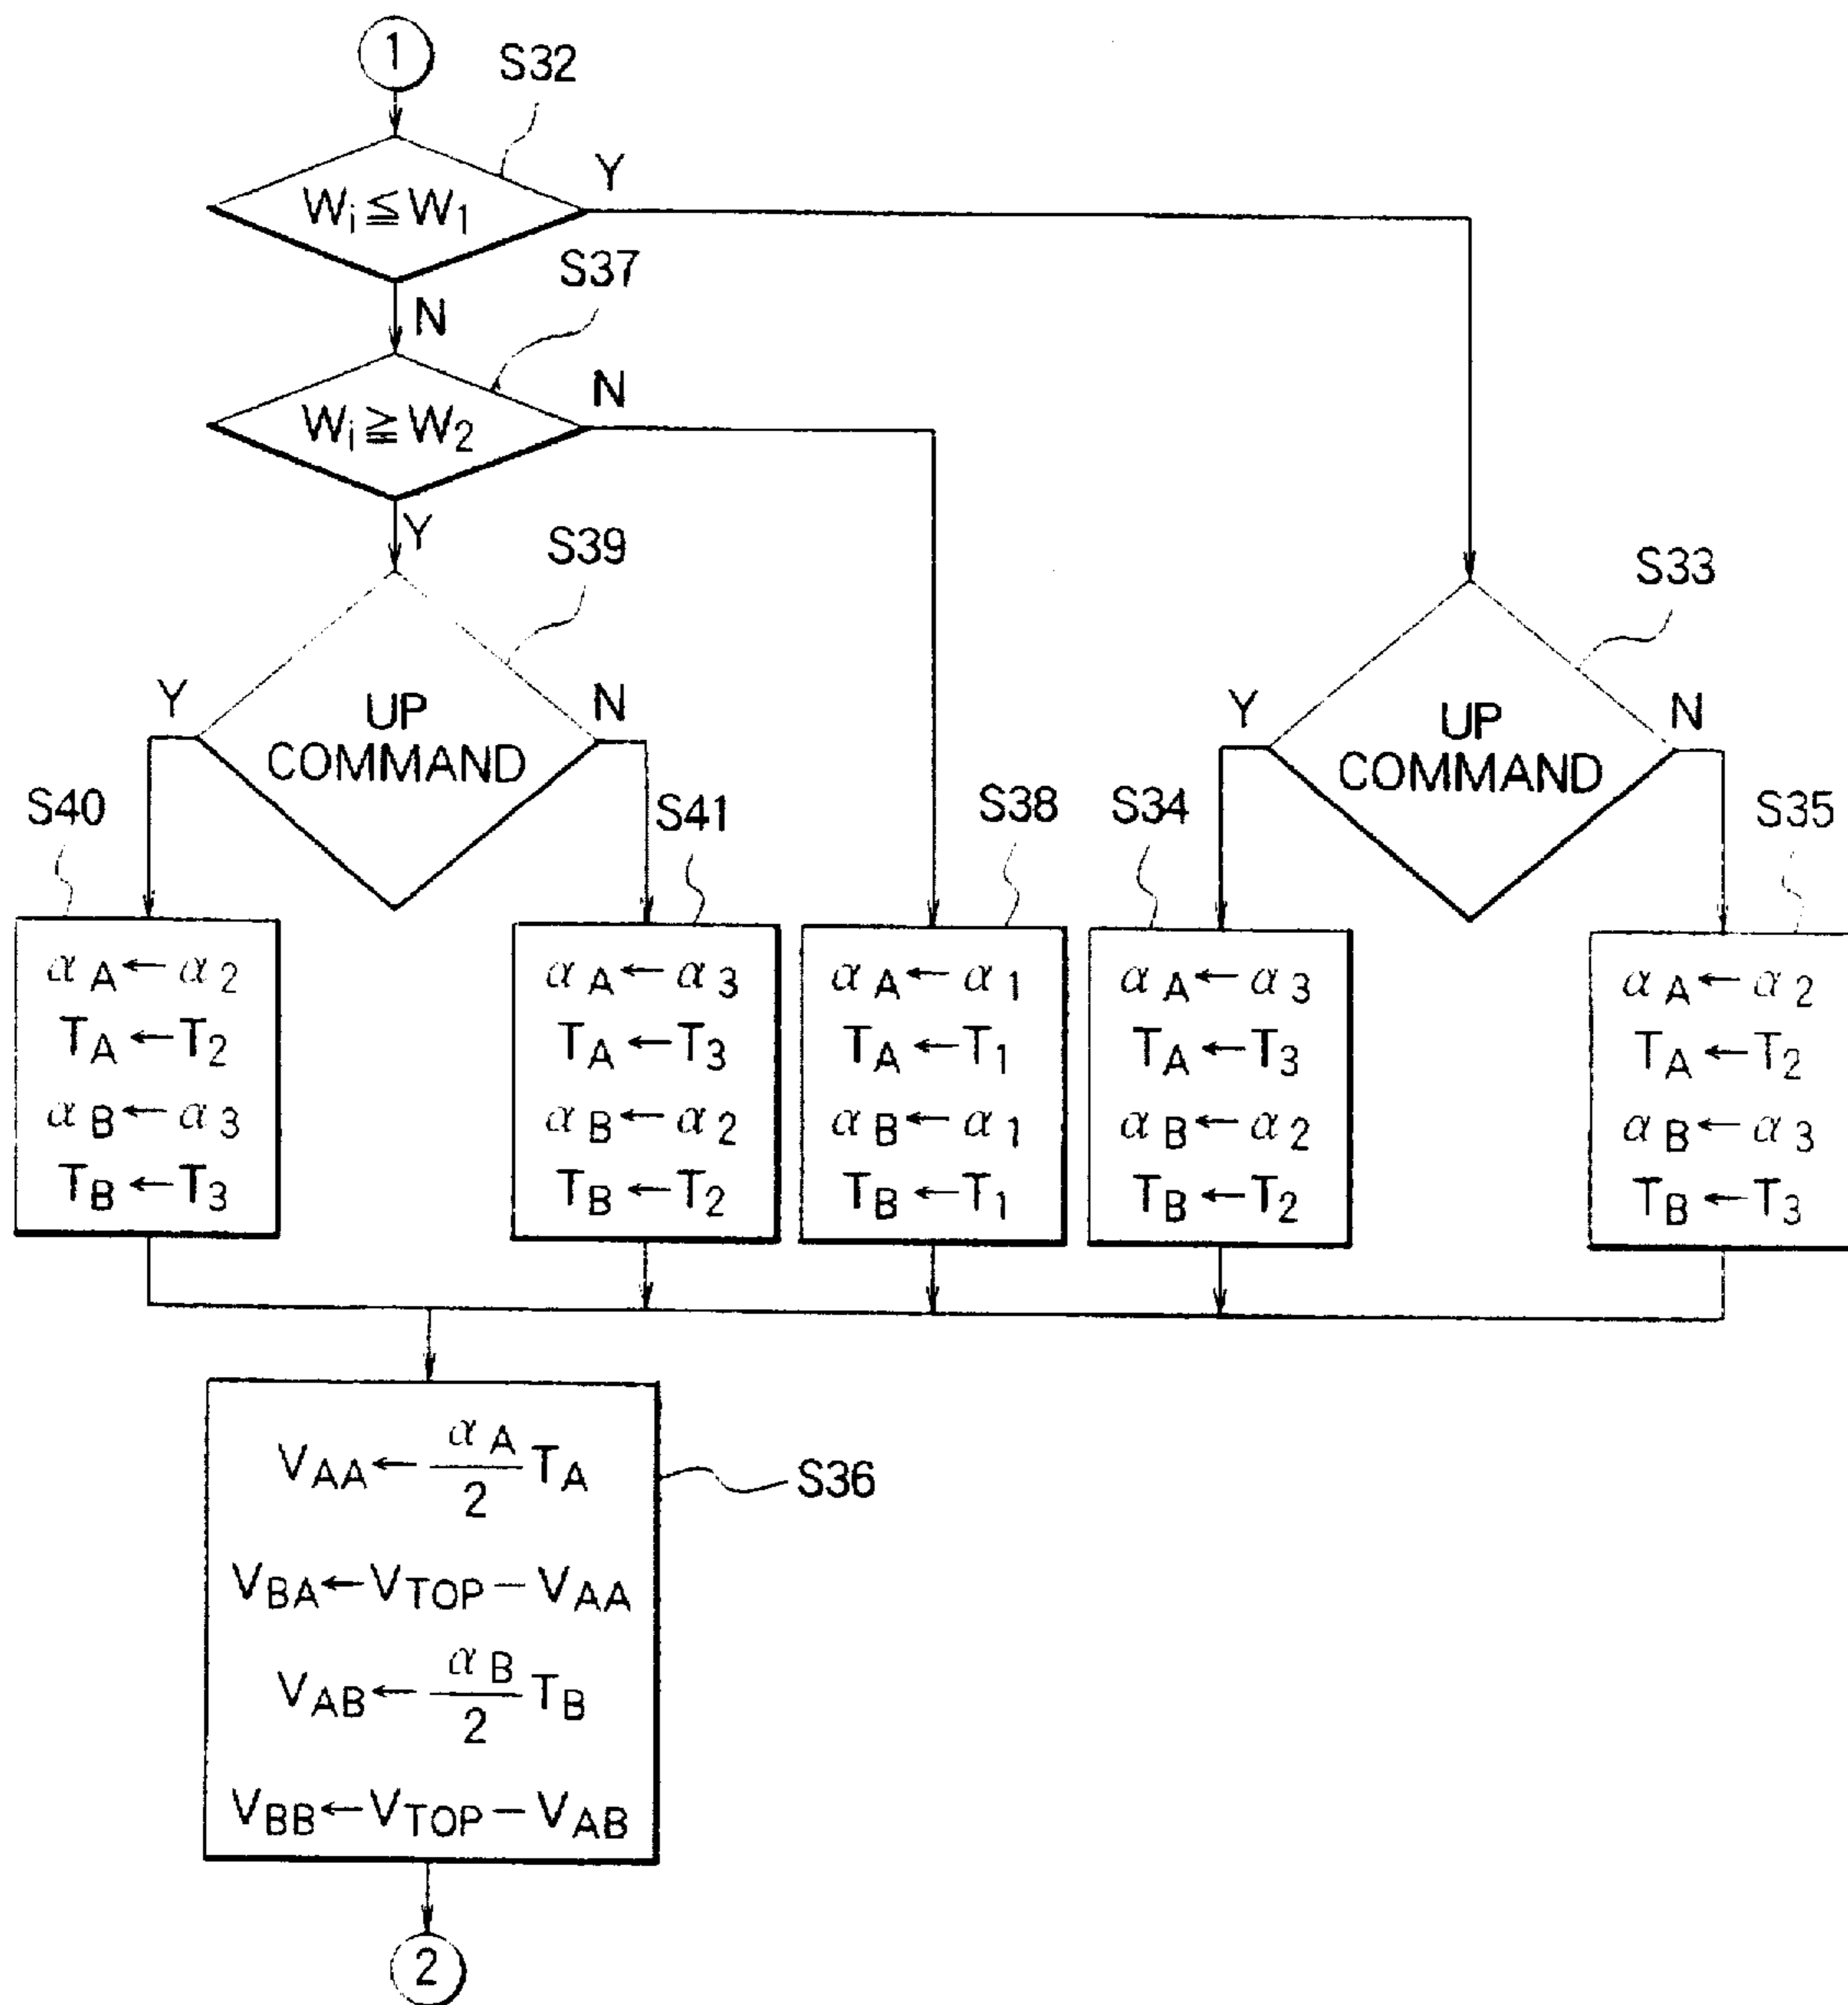 1
S32
Wi≦W1
Y
N
S37
Wi≧W2
N
Y
S39
UP
COMMAND
Y
N
S33
UP
COMMAND
Y
N
S40
αA←α2
TA←T2
αB←α3
TB←T3
S41
αA←α3
TA←T3
αB←α2
TB←T2
S38
αA←α1
TA←T1
αB←α1
TB←T1
S34
αA←α3
TA←T3
αB←α2
TB←T2
S35
αA←α2
TA←T2
αB←α3
TB←T3
S36
VAA←αA/2 TA
VBA←VTOP−VAA
VAB←αB/2 TB
VBB←VTOP−VAB
2